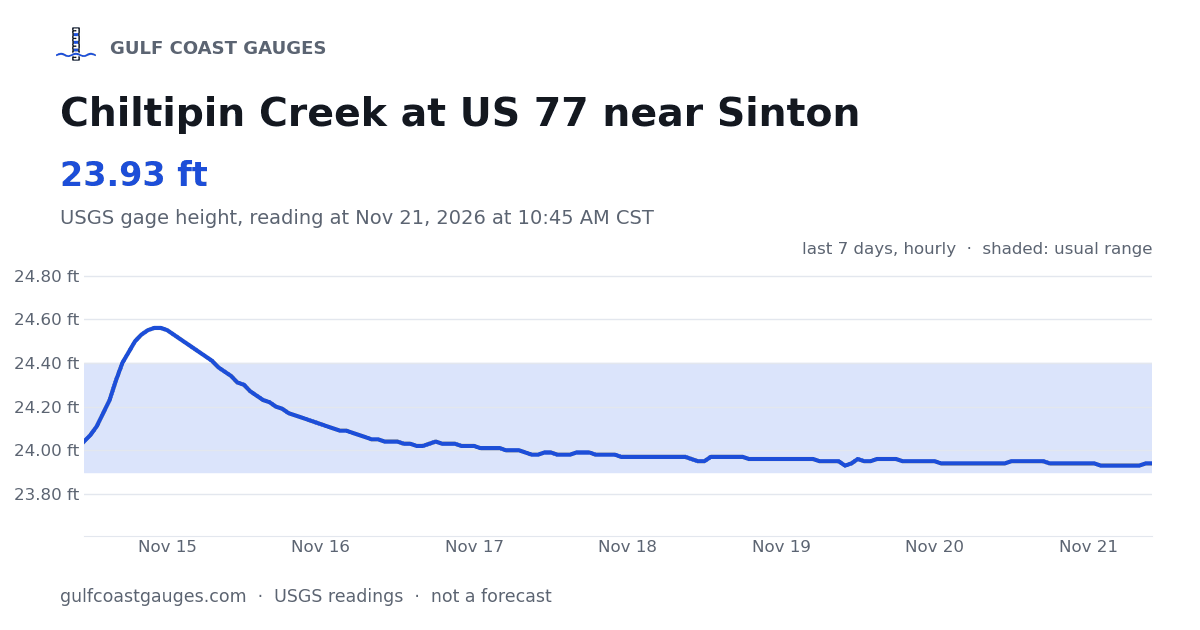 GULF COAST GAUGES
Chiltipin Creek at US 77 near Sinton
23.93 ft
USGS gage height, reading at Nov 21, 2026 at 10:45 AM CST
last 7 days, hourly · shaded: usual range
24.80 ft
24.60 ft
24.40 ft
24.20 ft
24.00 ft
23.80 ft
Nov 15 Nov 16 Nov 17 Nov 18 Nov 19 Nov 20 Nov 21
gulfcoastgauges.com · USGS readings · not a forecast